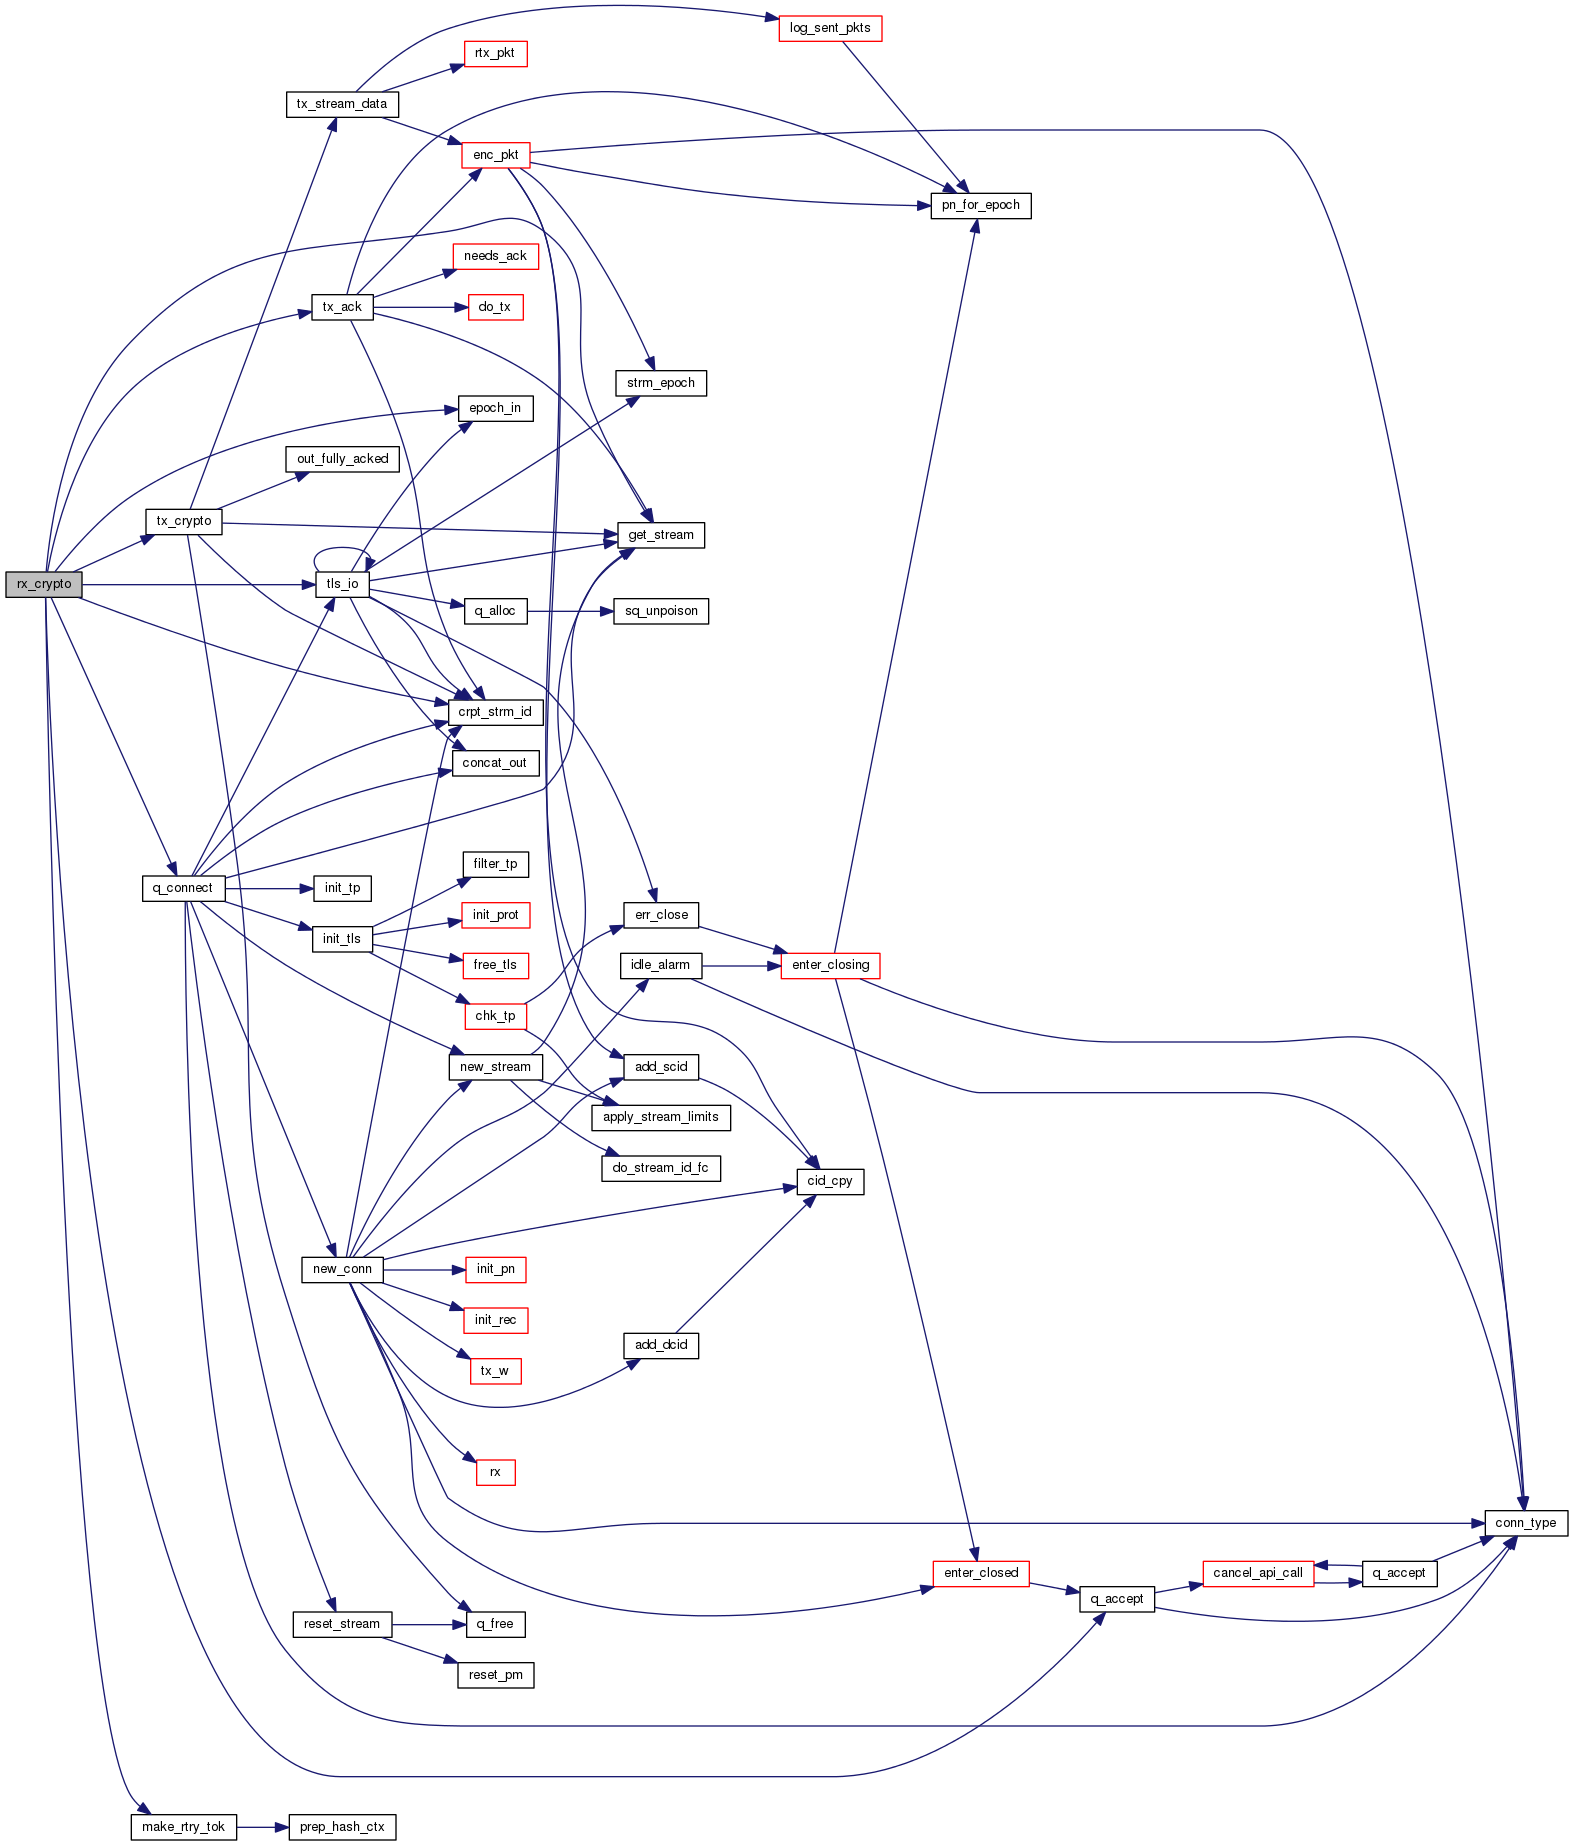 log_sent_pkts
rtx_pkt
tx_stream_data
enc_pkt
pn_for_epoch
needs_ack
tx_ack
do_tx
strm_epoch
epoch_in
out_fully_acked
tx_crypto
get_stream
rx_crypto
tls_io
q_alloc
sq_unpoison
crpt_strm_id
concat_out
filter_tp
q_connect
init_tp
init_prot
err_close
init_tls
free_tls
idle_alarm
enter_closing
chk_tp
new_stream
add_scid
apply_stream_limits
do_stream_id_fc
cid_cpy
new_conn
init_pn
init_rec
add_dcid
tx_w
rx
conn_type
enter_closed
cancel_api_call
q_accept
q_accept
reset_stream
q_free
reset_pm
make_rtry_tok
prep_hash_ctx